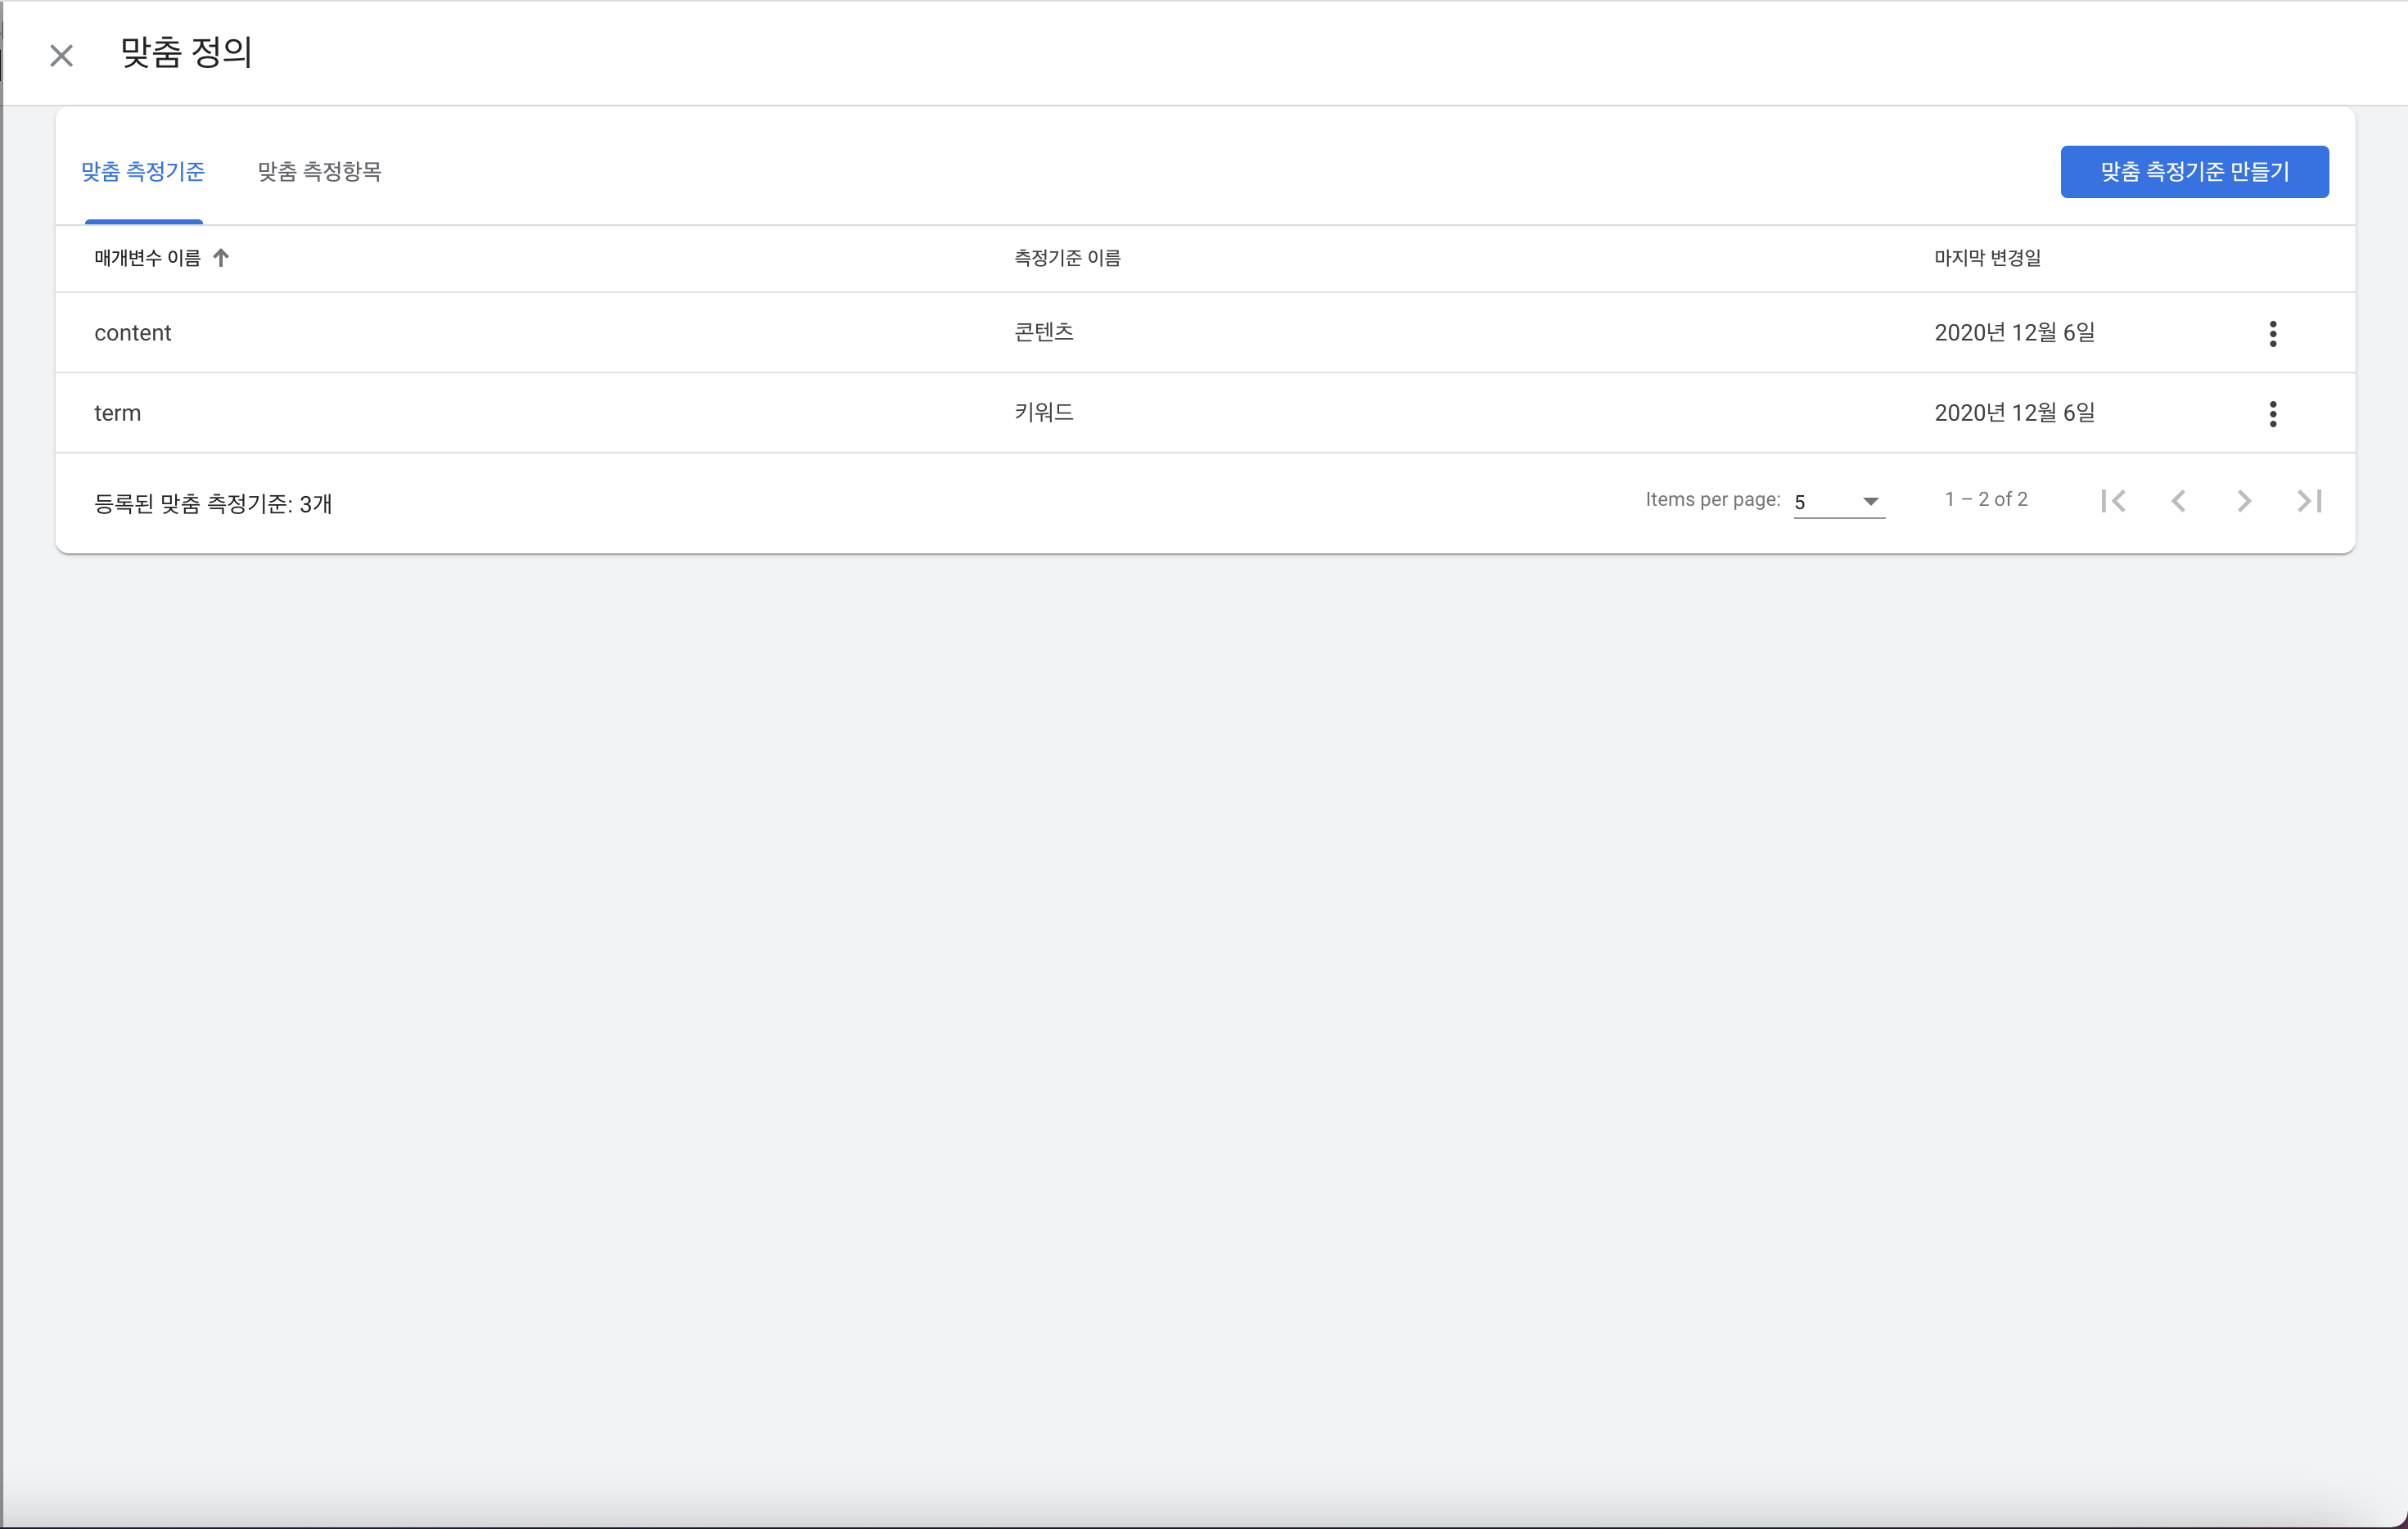 맞춤 정의
맞춤 측정기준 맞춤 측정항목 맞춤 측정기준 만들기
매개변수 이름 측정기준 이름 마지막 변경일
content 콘텐츠 2020년 12월 6일
term 키워드 2020년 12월 6일
등록된 맞춤 측정기준: 3개 Items per page: 5 1 – 2 of 2